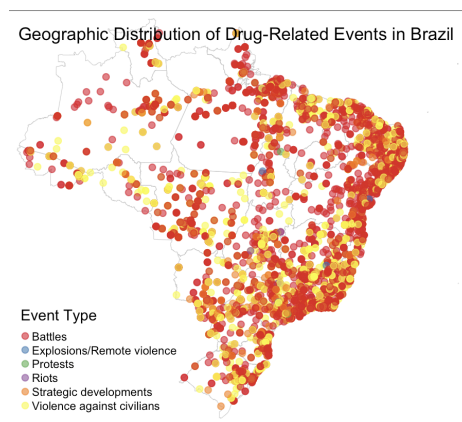 Geographic Distribution of Drug-Related Events in Brazil
Event Type
Battles
Explosions/Remote violence
Protests
Riots
Strategic developments
Violence against civilians